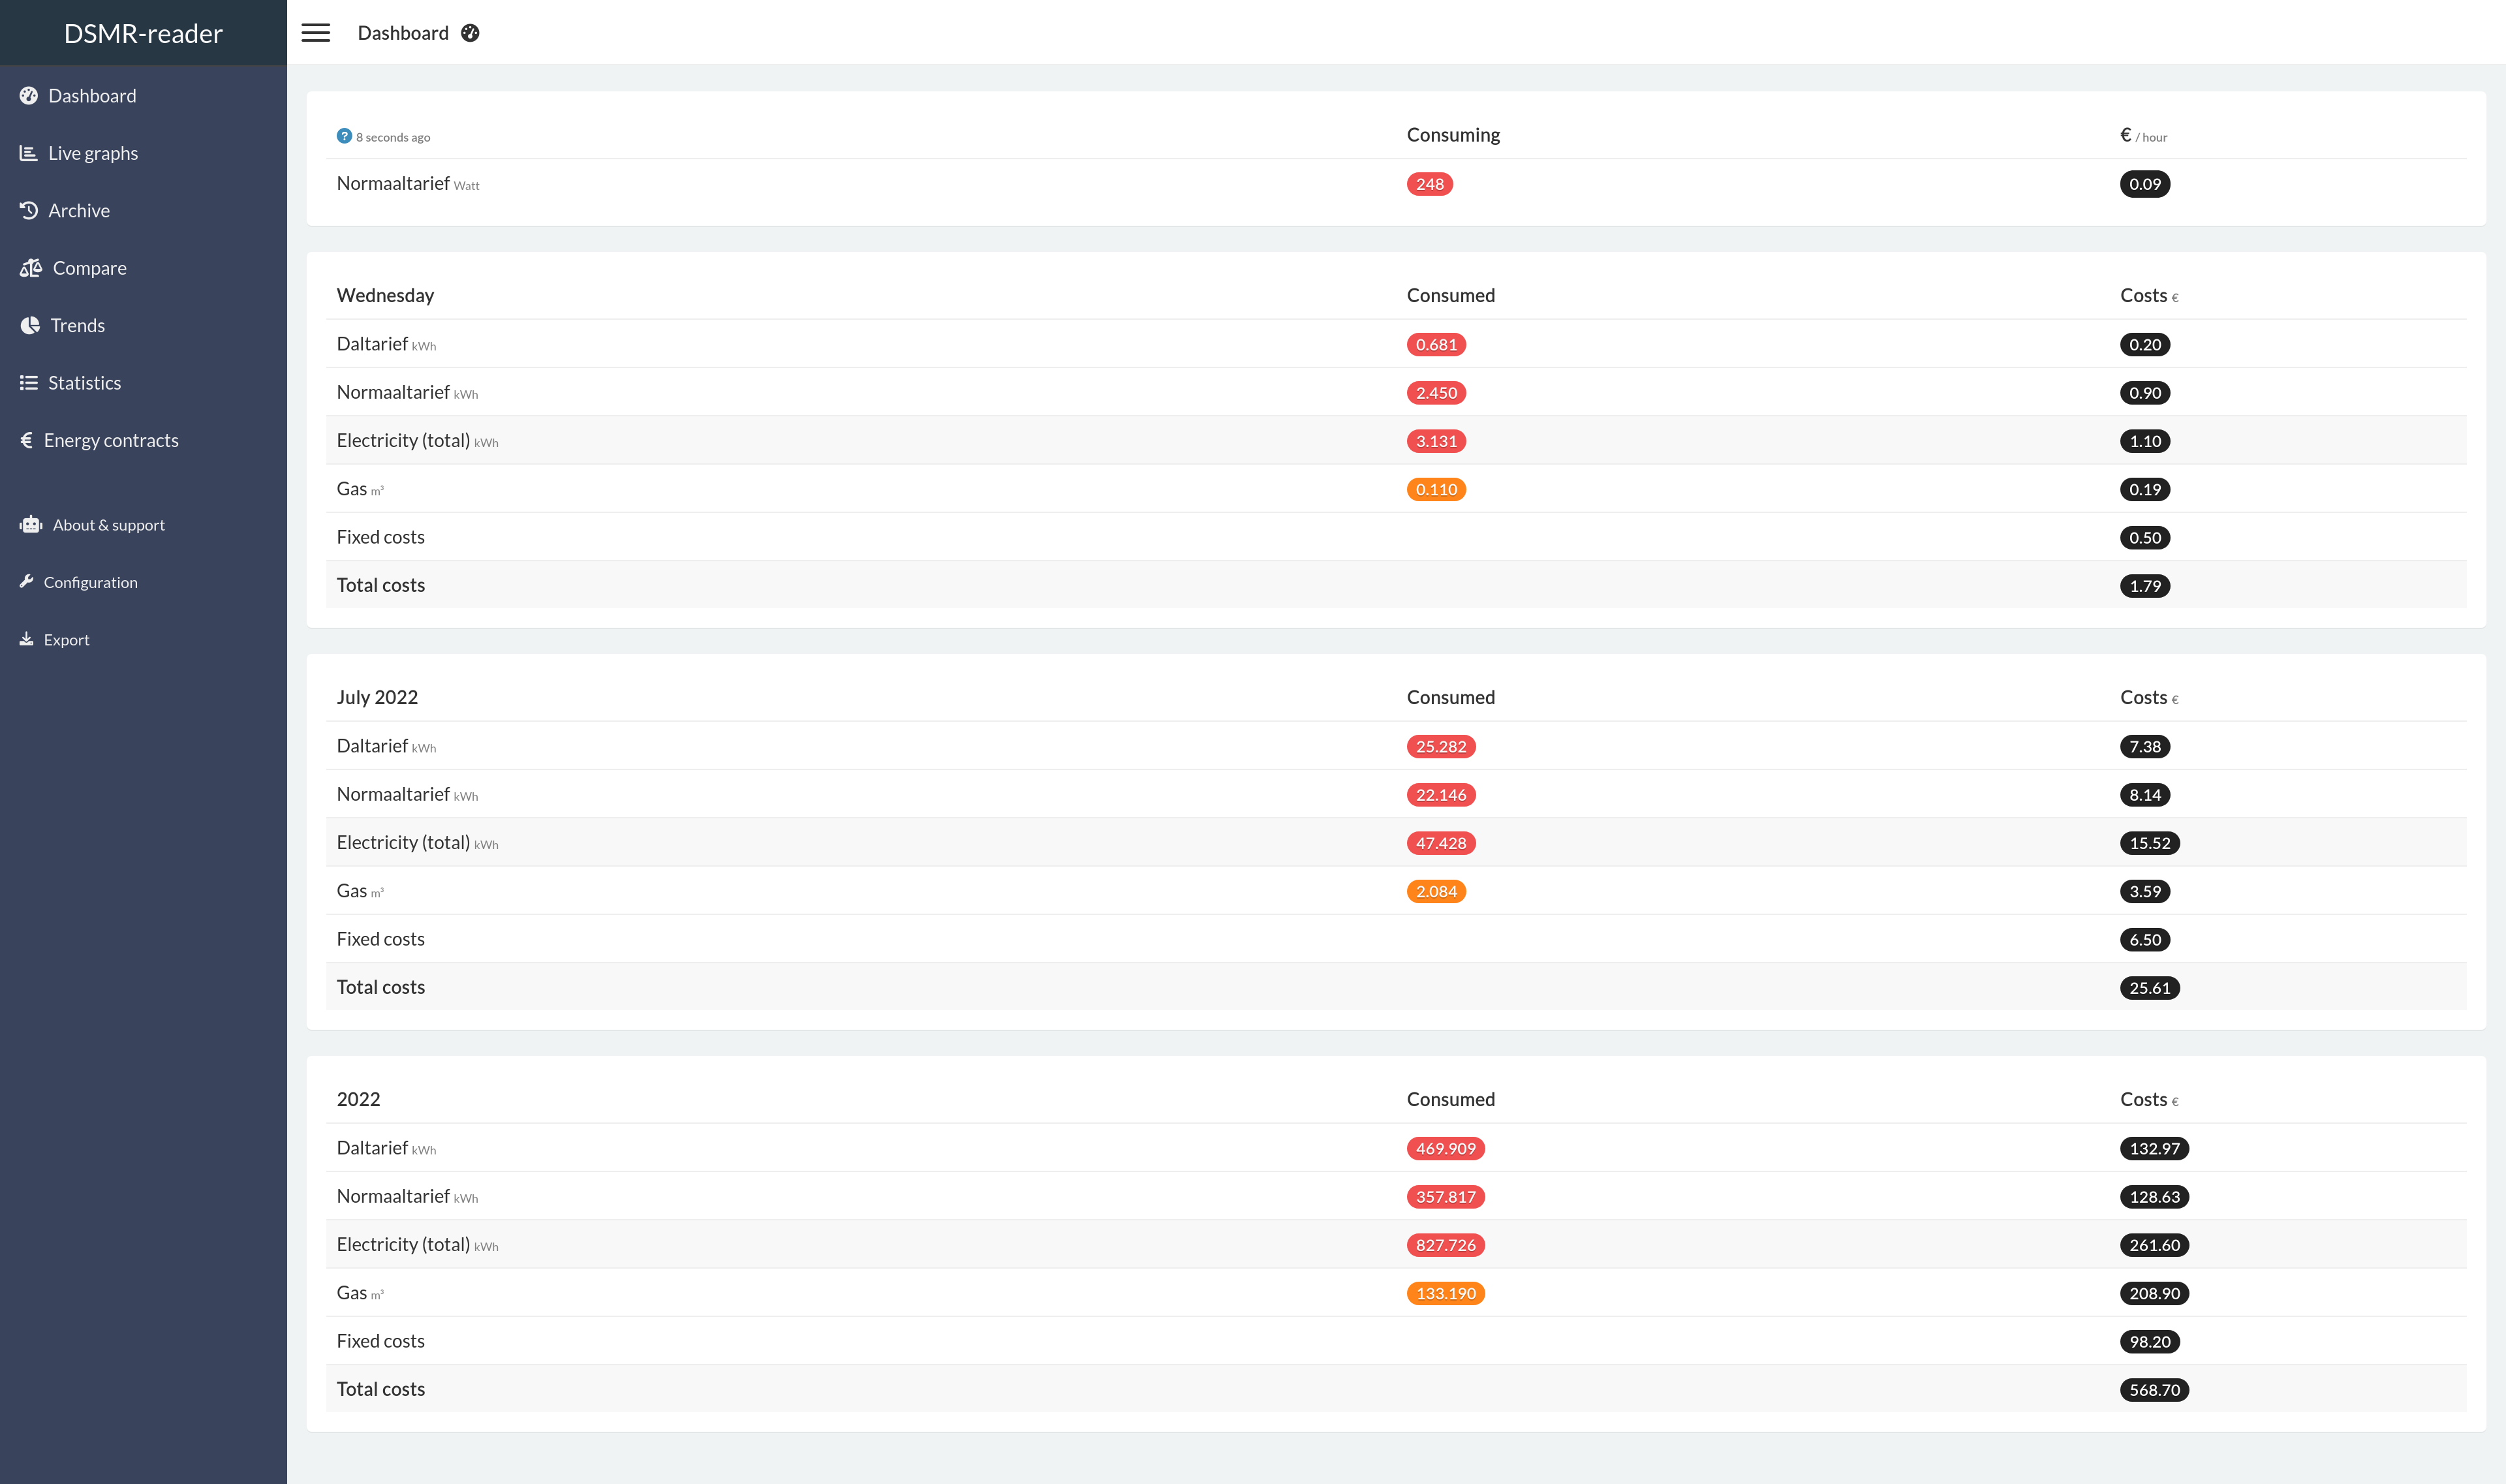 DSMR-reader
Dashboard
Live graphs
Archive
Compare
Trends
Statistics
Energy contracts
About & support
Configuration
Export
Dashboard
8 seconds ago Consuming € / hour
Normaaltarief Watt 248 0.09
Wednesday Consumed Costs €
Daltarief kWh 0.681 0.20
Normaaltarief kWh 2.450 0.90
Electricity (total) kWh 3.131 1.10
Gas m³ 0.110 0.19
Fixed costs 0.50
Total costs 1.79
July 2022 Consumed Costs €
Daltarief kWh 25.282 7.38
Normaaltarief kWh 22.146 8.14
Electricity (total) kWh 47.428 15.52
Gas m³ 2.084 3.59
Fixed costs 6.50
Total costs 25.61
2022 Consumed Costs €
Daltarief kWh 469.909 132.97
Normaaltarief kWh 357.817 128.63
Electricity (total) kWh 827.726 261.60
Gas m³ 133.190 208.90
Fixed costs 98.20
Total costs 568.70